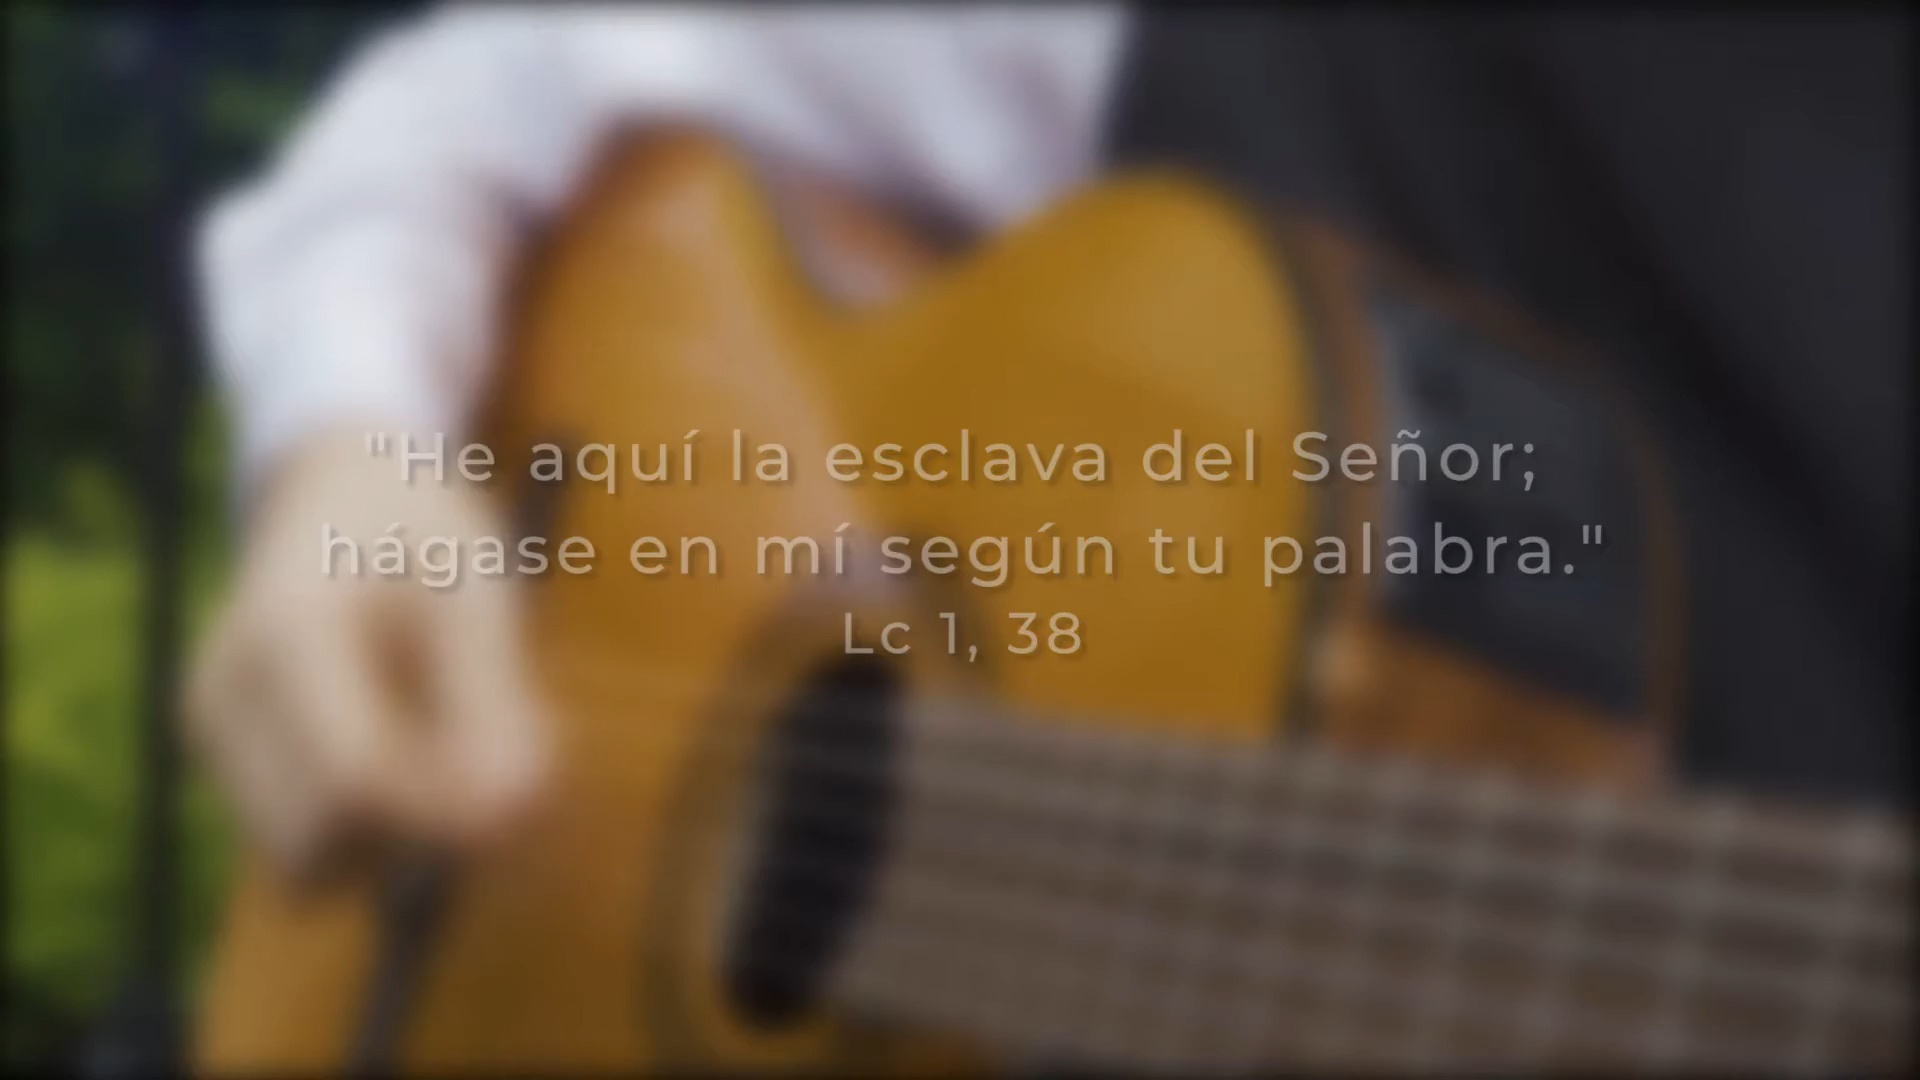 "He aquí la esclava del Señor;
hágase en mí según tu palabra."
Lc 1, 38